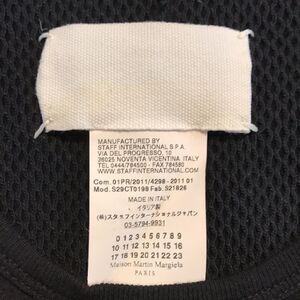 MANUFACTURED BY
STAFF INTERNATIONAL S.P.A.
VIA DEL PROGRESSO, 10
36025 NOVENTA VICENTINA ITALY
TEL 0444/784500 - FAX 784580
WWW.STAFFINTERNATIONAL.COM
Com. 01PR/2011/4298 - 2011 01
Mod. S29CT0199 Fab. S21826
MADE IN ITALY
イタリア製
(株)スタッフインターナショナルジャパン
03-5794-9931
0 1 2 3 4 5 6 7 8 9
10 11 12 13 14 15 16
17 18 19 20 21 22 23
Maison Martin Margiela
PARIS